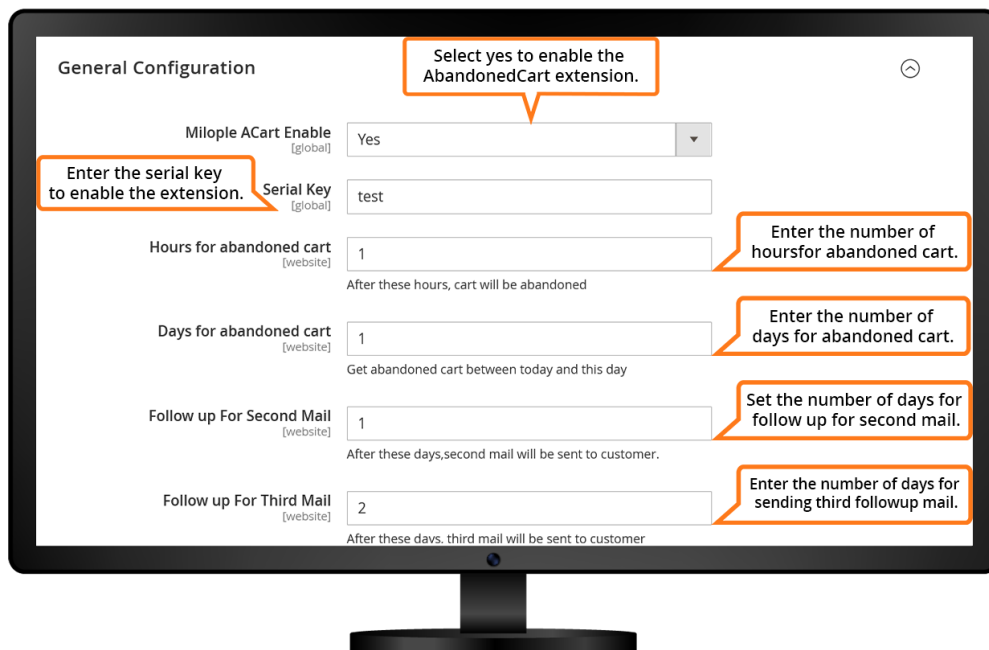 Select yes to enable the
AbandonedCart extension.
General Configuration
Milople ACart Enable
[global]
Yes
Enter the serial key
to enable the extension.
Serial Key
[global]
test
Enter the number of
hoursfor abandoned cart.
Hours for abandoned cart
[website]
1
After these hours, cart will be abandoned
Enter the number of
days for abandoned cart.
Days for abandoned cart
[website]
1
Get abandoned cart between today and this day
Set the number of days for
follow up for second mail.
Follow up For Second Mail
[website]
1
After these days,second mail will be sent to customer.
Enter the number of days for
sending third followup mail.
Follow up For Third Mail
[website]
2
After these days. third mail will be sent to customer